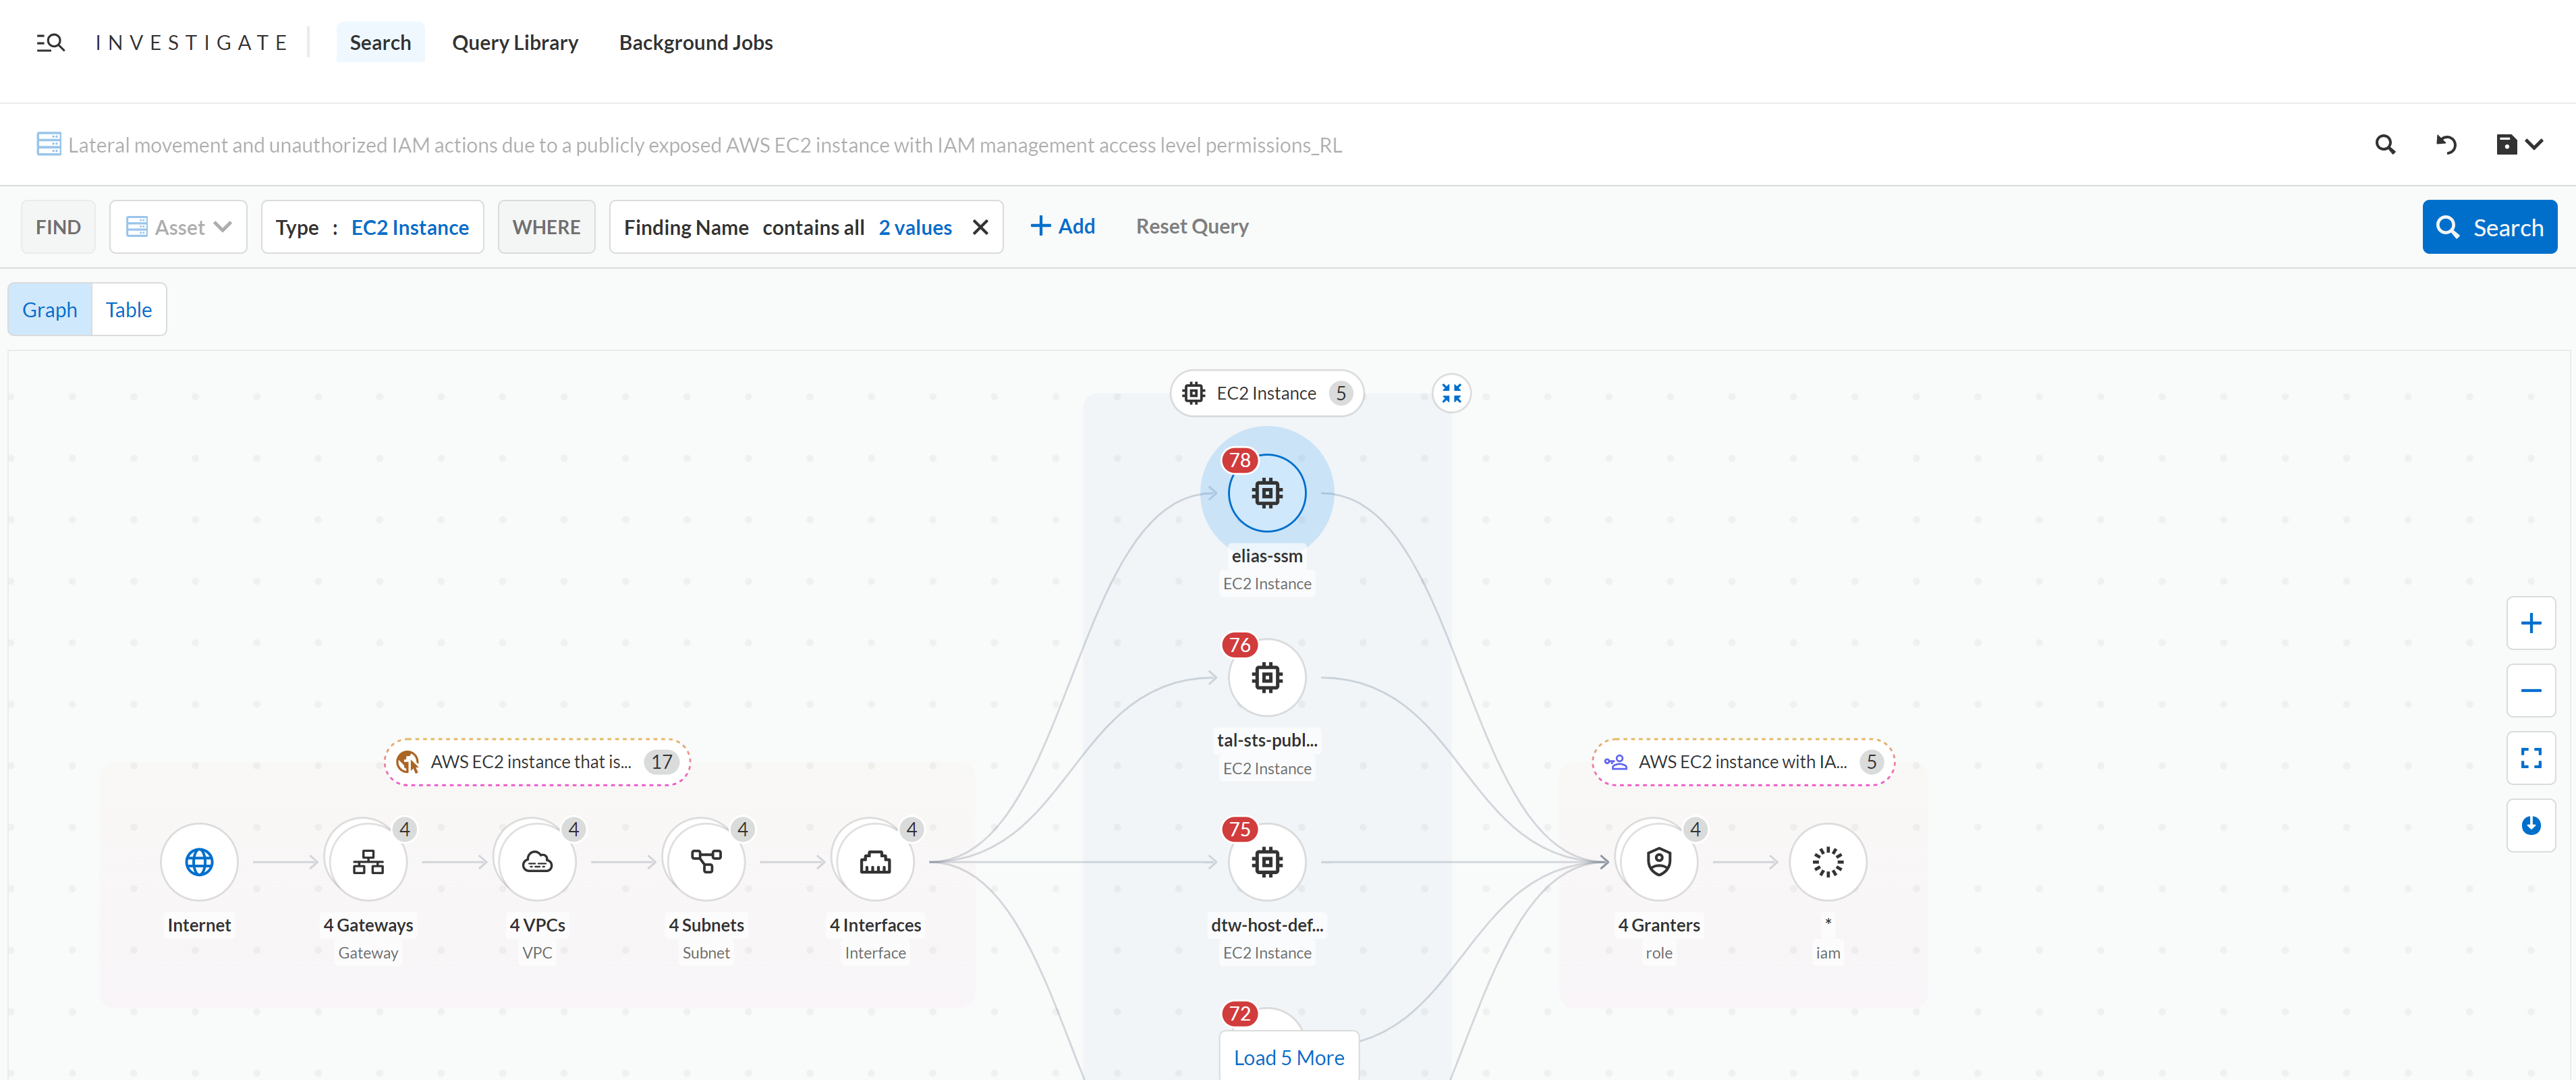 INVESTIGATE Search Query Library Background Jobs
Lateral movement and unauthorized IAM actions due to a publicly exposed AWS EC2 instance with IAM management access level permissions_RL
FIND Asset Type : EC2 Instance WHERE Finding Name contains all 2 values + Add Reset Query Search
Graph Table
EC2 Instance 5
78
elias-ssm
EC2 Instance
76
tal-sts-publ...
EC2 Instance
AWS EC2 instance that is... 17
AWS EC2 instance with IA... 5
4 4 4 4 75 4
Internet 4 Gateways 4 VPCs 4 Subnets 4 Interfaces dtw-host-def... 4 Granters *
Gateway VPC Subnet Interface EC2 Instance role iam
72
Load 5 More